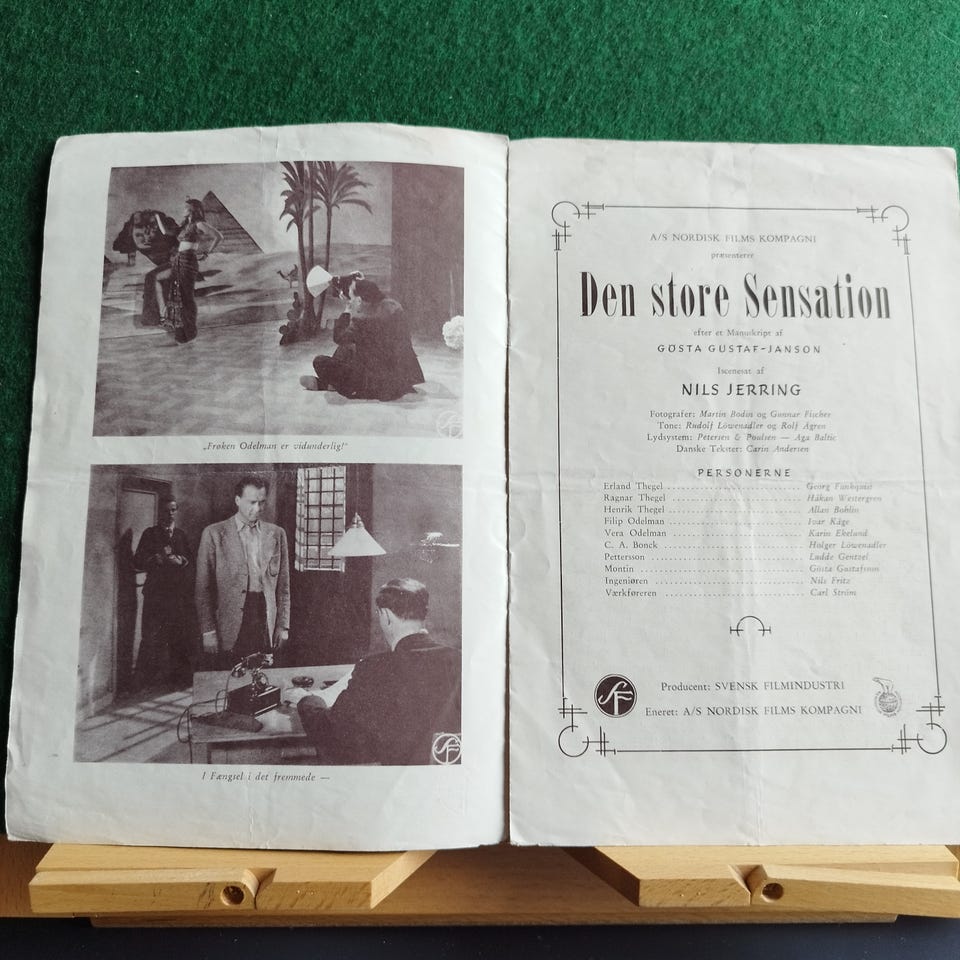 „Frøken Odelman er vidunderlig!"
I Fængsel i det fremmede —
A/S NORDISK FILMS KOMPAGNI
præsenterer
Den store Sensation
efter et Manuskript af
GÖSTA GUSTAF-JANSON
Iscenesat af
NILS JERRING
Fotografer: Martin Bodin og Gunnar Fischer
Tone: Rudolf Löwenadler og Rolf Ågren
Lydsystem: Petersen & Poulsen — Aga Baltic
Danske Tekster: Carin Andersen
PERSONERNE
Erland Thegel ........ Georg Funkquist
Ragnar Thegel ........ Håkan Westergren
Henrik Thegel ........ Allan Bohlin
Filip Odelman ........ Ivar Kåge
Vera Odelman ........ Karin Ekelund
C. A. Bonck ........ Holger Löwenadler
Pettersson ........ Ludde Gentzel
Montin ........ Gösta Gustafsson
Ingeniøren ........ Nils Fritz
Værkføreren ........ Carl Ström
SF
Producent: SVENSK FILMINDUSTRI
Eneret: A/S NORDISK FILMS KOMPAGNI